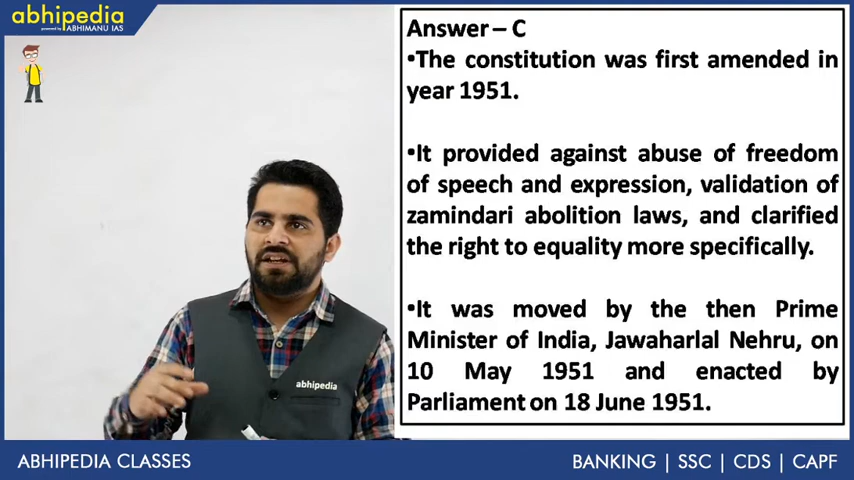 abhipedia
powered by ABHIMANU IAS
Answer – C
•The constitution was first amended in
year 1951.
•It provided against abuse of freedom
of speech and expression, validation of
zamindari abolition laws, and clarified
the right to equality more specifically.
•It was moved by the then Prime
Minister of India, Jawaharlal Nehru, on
10 May 1951 and enacted by
Parliament on 18 June 1951.
abhipedia
ABHIPEDIA CLASSES
BANKING | SSC | CDS | CAPF